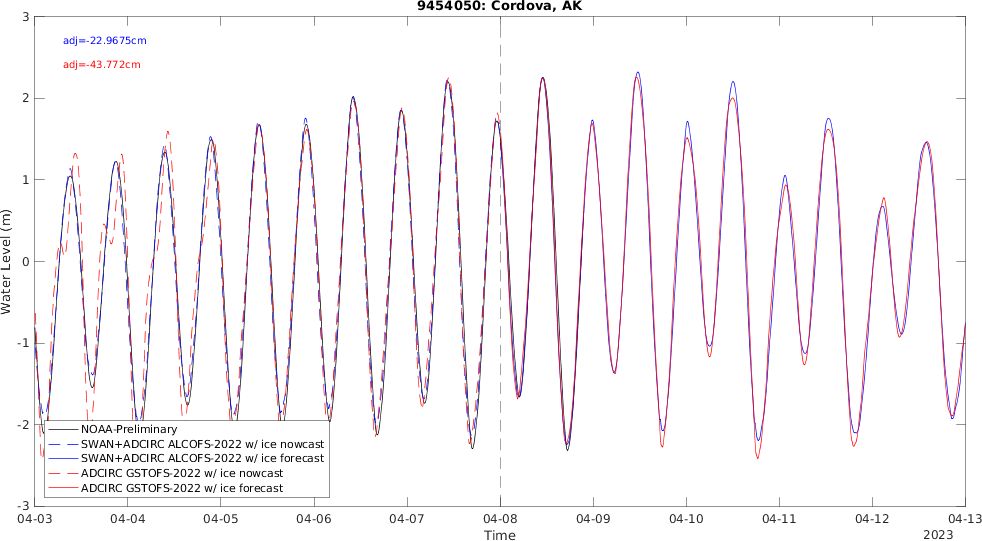 9454050: Cordova, AK
adj=-22.9675cm
adj=-43.772cm
3
2
1
0
-1
-2
-3
Water Level (m)
NOAA-Preliminary
SWAN+ADCIRC ALCOFS-2022 w/ ice nowcast
SWAN+ADCIRC ALCOFS-2022 w/ ice forecast
ADCIRC GSTOFS-2022 w/ ice nowcast
ADCIRC GSTOFS-2022 w/ ice forecast
04-03 04-04 04-05 04-06 04-07 04-08 04-09 04-10 04-11 04-12 04-13
Time 2023